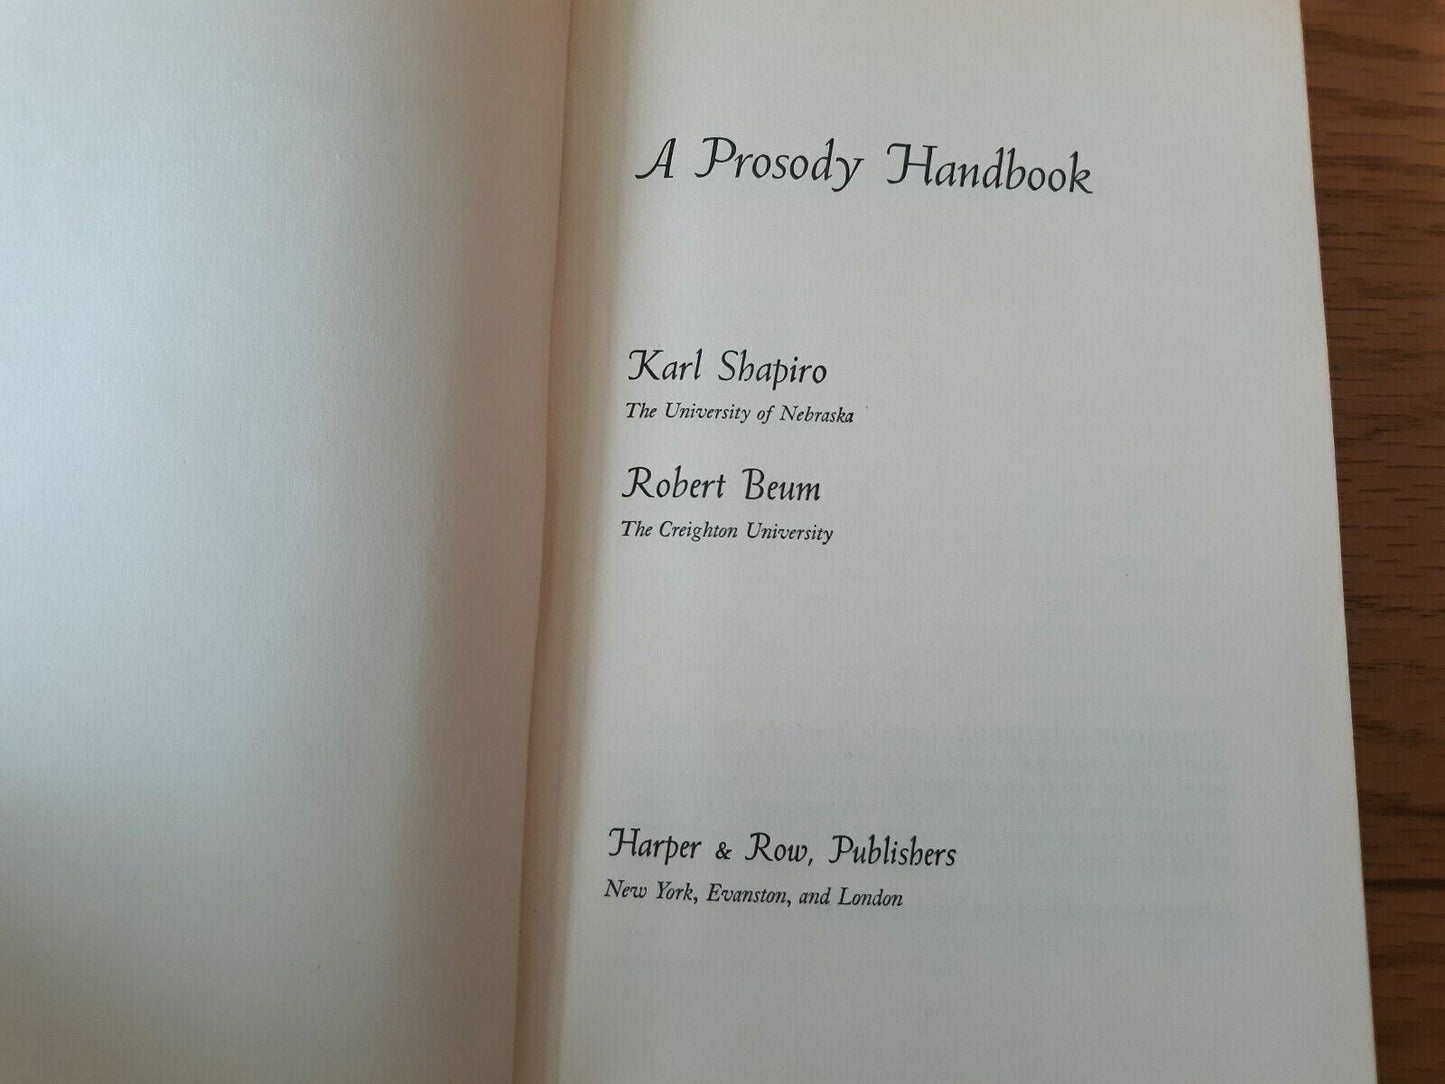 A Prosody Handbook
Karl Shapiro
The University of Nebraska
Robert Beum
The Creighton University
Harper & Row, Publishers
New York, Evanston, and London